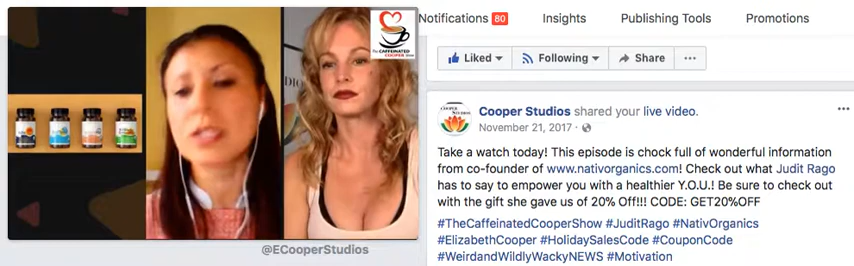 Notifications 80 Insights Publishing Tools Promotions
The CAFFEINATED
COOPER
Liked Following Share ...
Cooper Studios shared your live video.
November 21, 2017 ·
Take a watch today! This episode is chock full of wonderful information
from co-founder of www.nativorganics.com! Check out what Judit Rago
has to say to empower you with a healthier Y.O.U.! Be sure to check out
with the gift she gave us of 20% Off!!! CODE: GET20%OFF
#TheCaffeinatedCooperShow #JuditRago #NativOrganics
#ElizabethCooper #HolidaySalesCode #CouponCode
#WeirdandWildlyWackyNEWS #Motivation
@ECooperStudios